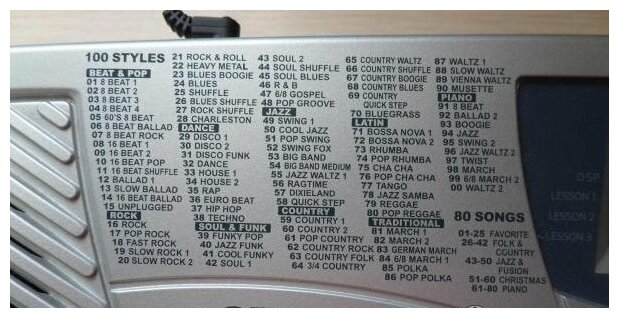 100 STYLES
BEAT & POP
01 8 BEAT 1
02 8 BEAT 2
03 8 BEAT 3
04 8 BEAT 4
05 60'S 8 BEAT
06 8 BEAT BALLAD
07 8 BEAT ROCK
08 16 BEAT 1
09 16 BEAT 2
10 16 BEAT POP
11 16 BEAT SHUFFLE
12 BALLAD 1
13 SLOW BALLAD
14 16 BEAT BALLAD
15 UNPLUGGED
ROCK
16 ROCK
17 POP ROCK
18 FAST ROCK
19 SLOW ROCK 1
20 SLOW ROCK 2
21 ROCK & ROLL
22 HEAVY METAL
23 BLUES BOOGIE
24 BLUES
25 SHUFFLE
26 BLUES SHUFFLE
27 ROCK SHUFFLE
28 CHARLESTON
DANCE
29 DISCO 1
30 DISCO 2
31 DISCO FUNK
32 DANCE
33 HOUSE 1
34 HOUSE 2
35 RAP
36 EURO BEAT
37 HIP HOP
38 TECHNO
SOUL & FUNK
39 FUNKY POP
40 JAZZ FUNK
41 COOL FUNKY
42 SOUL 1
43 SOUL 2
44 SOUL SHUFFLE
45 SOUL BLUES
46 R & B
47 6/8 GOSPEL
48 POP GROOVE
JAZZ
49 SWING 1
50 COOL JAZZ
51 POP SWING
52 SWING FOX
53 BIG BAND
54 BIG BAND MEDIUM
55 JAZZ WALTZ 1
56 RAGTIME
57 DIXIELAND
58 QUICK STEP
COUNTRY
59 COUNTRY 1
60 COUNTRY 2
61 POP COUNTRY
62 COUNTRY ROCK
63 COUNTRY FOLK
64 3/4 COUNTRY
65 COUNTRY WALTZ
66 COUNTRY SHUFFLE
67 COUNTRY BOOGIE
68 COUNTRY BLUES
69 COUNTRY
QUICK STEP
70 BLUEGRASS
LATIN
71 BOSSA NOVA 1
72 BOSSA NOVA 2
73 RHUMBA
74 POP RHUMBA
75 CHA CHA
76 POP CHA CHA
77 TANGO
78 JAZZ SAMBA
79 REGGAE
80 POP REGGAE
TRADITIONAL
81 MARCH 1
82 MARCH 2
83 GERMAN MARCH
84 6/8 MARCH 1
85 POLKA
86 POP POLKA
87 WALTZ 1
88 SLOW WALTZ
89 VIENNA WALTZ
90 MUSETTE
PIANO
91 8 BEAT
92 BALLAD 2
93 BOOGIE
94 JAZZ
95 SWING 2
96 JAZZ WALTZ 2
97 TWIST
98 MARCH
99 6/8 MARCH 2
00 WALTZ 2
80 SONGS
01-25 FAVORITE
26-42 FOLK &
COUNTRY
43-50 JAZZ &
FUSION
51-60 CHRISTMAS
61-80 PIANO
DSP
LESSON 1
LESSON 2
LESSON 3